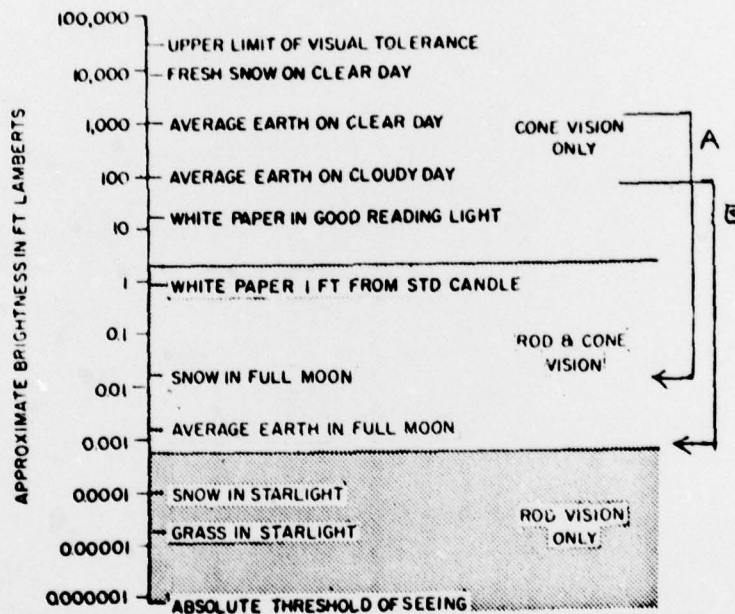 100,000
UPPER LIMIT OF VISUAL TOLERANCE
10,000 FRESH SNOW ON CLEAR DAY
1,000 AVERAGE EARTH ON CLEAR DAY
CONE VISION
ONLY
A
100 AVERAGE EARTH ON CLOUDY DAY
B
WHITE PAPER IN GOOD READING LIGHT
10
1 WHITE PAPER 1 FT FROM STD CANDLE
0.1
ROD & CONE
VISION
SNOW IN FULL MOON
0.01
AVERAGE EARTH IN FULL MOON
0.001
0.0001 SNOW IN STARLIGHT
ROD VISION
ONLY
GRASS IN STARLIGHT
0.00001
0.000001 ABSOLUTE THRESHOLD OF SEEING
APPROXIMATE BRIGHTNESS IN FT LAMBERTS